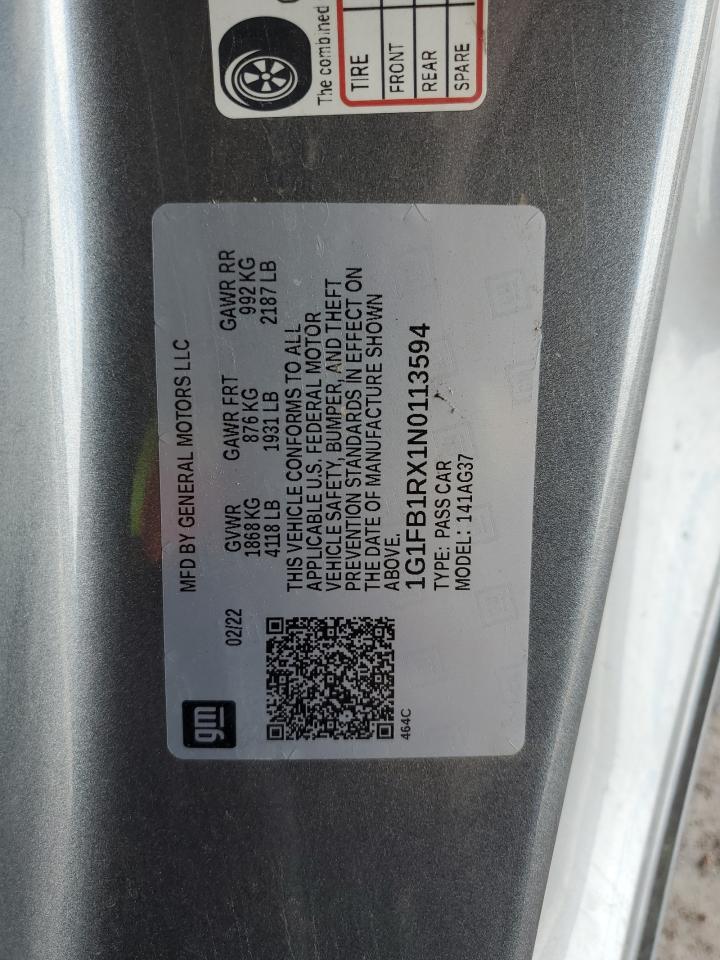 The combined
TIRE
FRONT
REAR
SPARE
MFD BY GENERAL MOTORS LLC
02/22
GVWR GAWR FRT GAWR RR
1868 KG 876 KG 992 KG
4118 LB 1931 LB 2187 LB
THIS VEHICLE CONFORMS TO ALL
APPLICABLE U.S. FEDERAL MOTOR
VEHICLE SAFETY, BUMPER, AND THEFT
PREVENTION STANDARDS IN EFFECT ON
THE DATE OF MANUFACTURE SHOWN
ABOVE.
1G1FB1RX1N0113594
TYPE: PASS CAR
MODEL: 141AG37
gm
464C